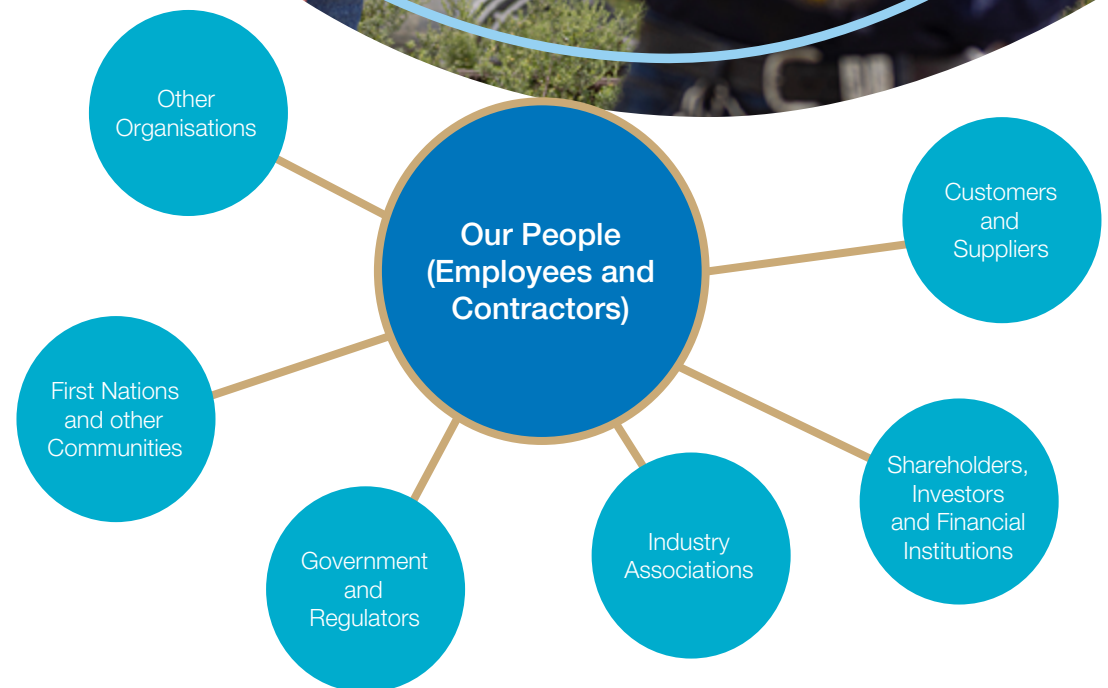 Other
Organisations
Our People
(Employees and
Contractors)
Customers
and
Suppliers
First Nations
and other
Communities
Shareholders,
Investors
and Financial
Institutions
Industry
Associations
Government
and
Regulators